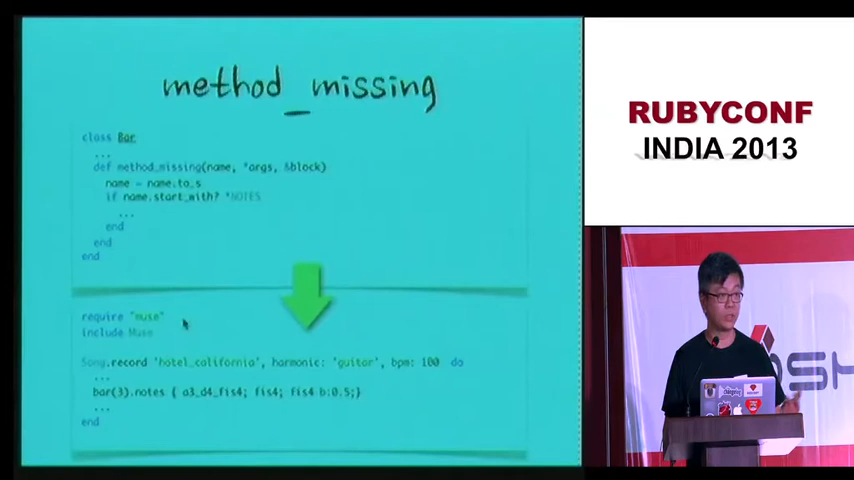 method_missing
class Bar
...
def method_missing(name, *args, &block)
name = name.to_s
if name.start_with? *NOTES
...
end
end
end
require "muse"
include Muse
Song.record 'hotel_california', harmonic: 'guitar', bpm: 100 do
...
bar(3).notes { a3_d4_fis4; fis4; fis4 b:0.5;}
...
end
RUBYCONF
INDIA 2013